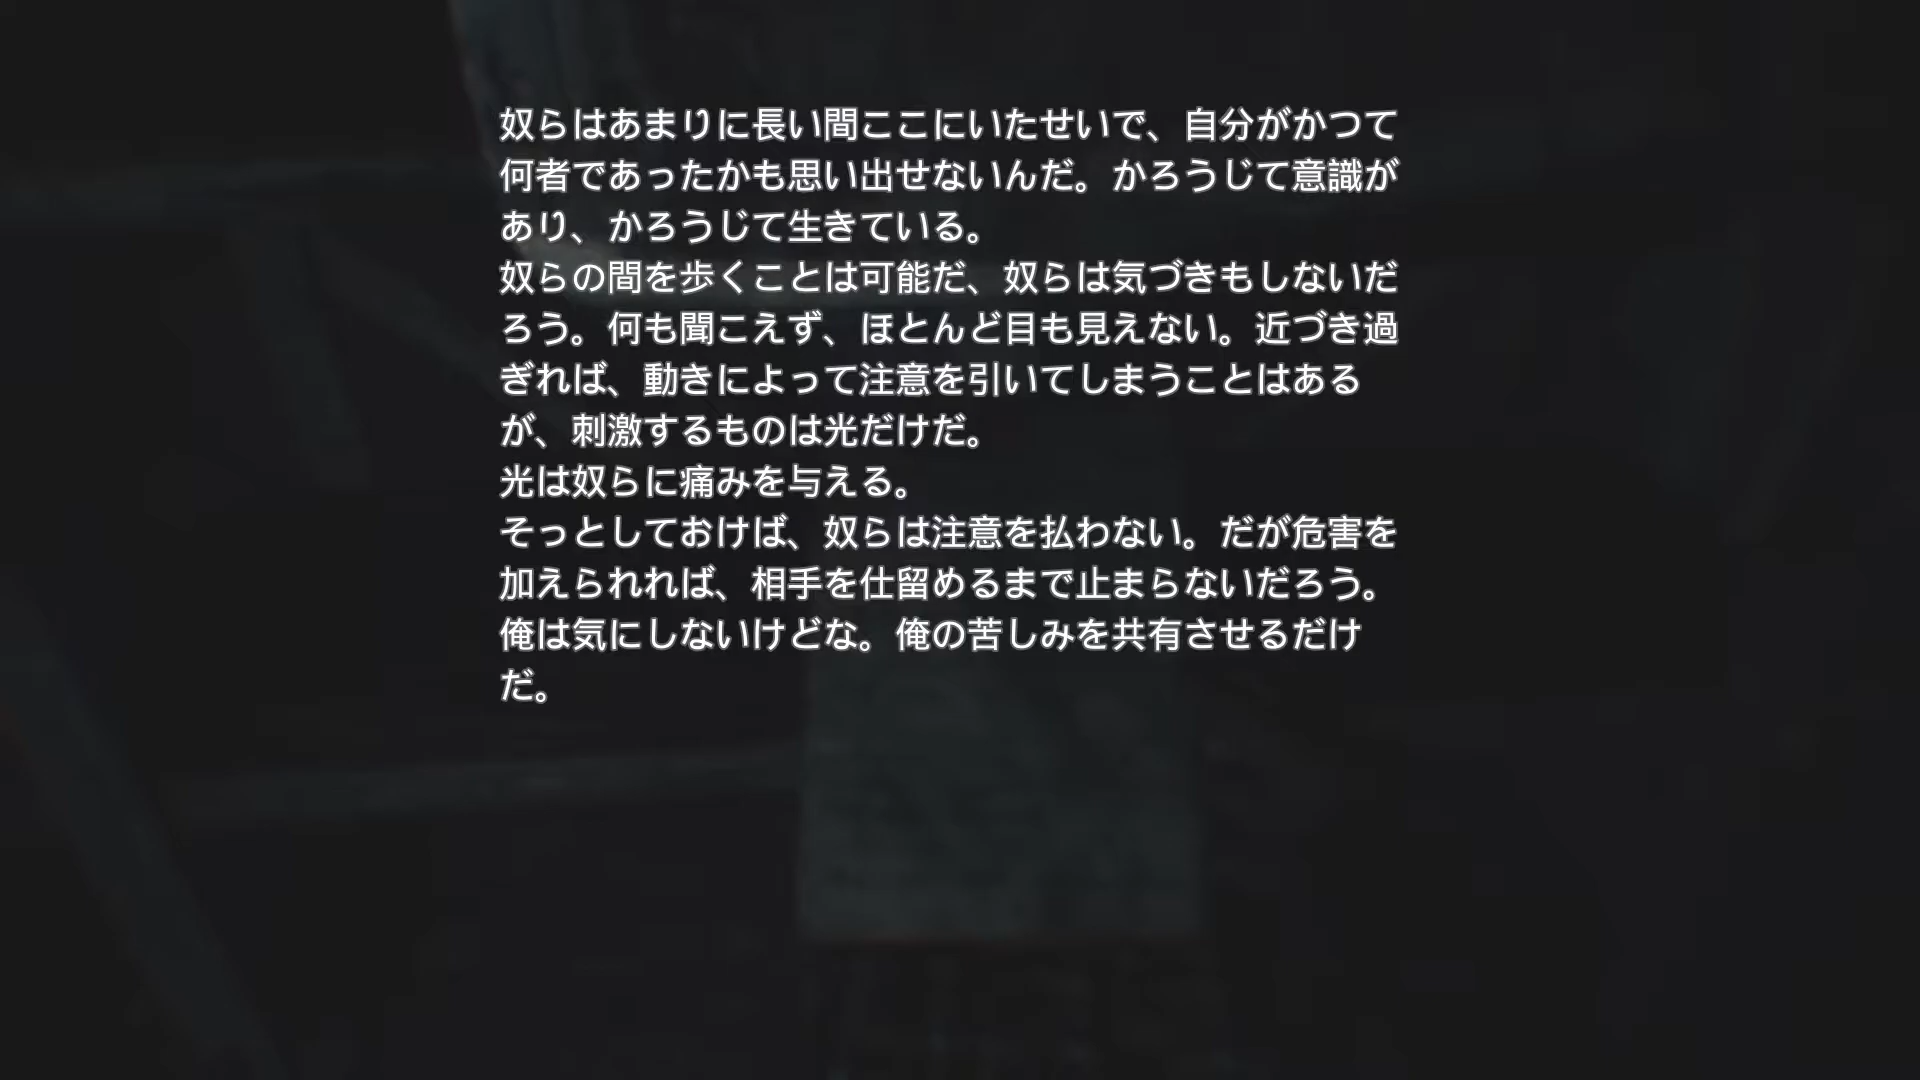 奴らはあまりに長い間ここにいたせいで、自分がかつて
何者であったかも思い出せないんだ。かろうじて意識が
あり、かろうじて生きている。
奴らの間を歩くことは可能だ、奴らは気づきもしないだ
ろう。何も聞こえず、ほとんど目も見えない。近づき過
ぎれば、動きによって注意を引いてしまうことはある
が、刺激するものは光だけだ。
光は奴らに痛みを与える。
そっとしておけば、奴らは注意を払わない。だが危害を
加えられれば、相手を仕留めるまで止まらないだろう。
俺は気にしないけどな。俺の苦しみを共有させるだけ
だ。